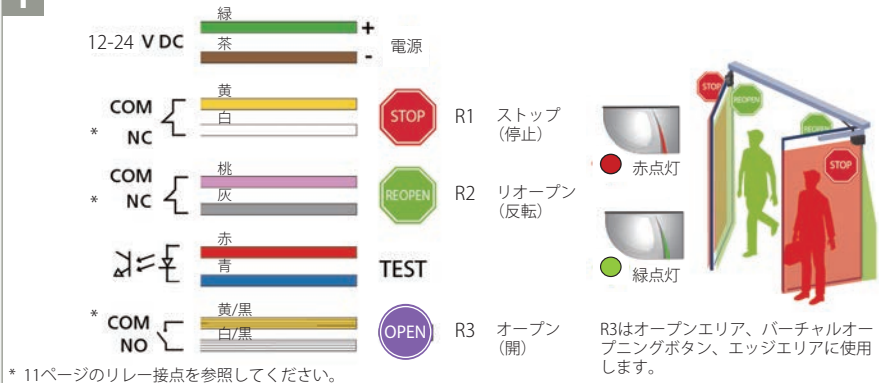 1
12-24 V DC
緑
+
茶
-
電源
COM
黄
白
* NC
STOP
R1 ストップ
(停止)
COM
桃
* NC
灰
REOPEN
R2 リオープン
(反転)
赤
青
TEST
* COM
黄/黒
NO
白/黒
OPEN
R3 オープン
(開)
赤点灯
緑点灯
STOP
REOPEN
REOPEN
STOP
R3はオープンエリア、バーチャルオー
プニングボタン、エッジエリアに使用
します。
* 11ページのリレー接点を参照してください。